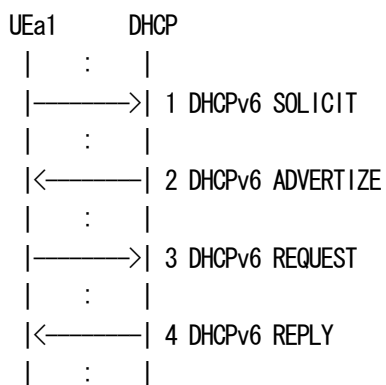 UEa1 DHCP
| : |
|-------->| 1 DHCPv6 SOLICIT
| : |
|<--------| 2 DHCPv6 ADVERTIZE
| : |
|-------->| 3 DHCPv6 REQUEST
| : |
|<--------| 4 DHCPv6 REPLY
| : |